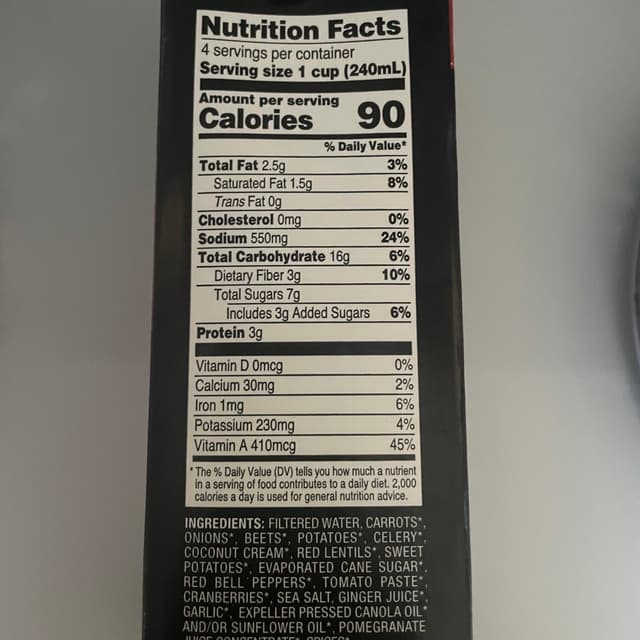 Nutrition Facts
4 servings per container
Serving size 1 cup (240mL)
Amount per serving
Calories 90
% Daily Value*
Total Fat 2.5g 3%
Saturated Fat 1.5g 8%
Trans Fat 0g
Cholesterol 0mg 0%
Sodium 550mg 24%
Total Carbohydrate 16g 6%
Dietary Fiber 3g 10%
Total Sugars 7g
Includes 3g Added Sugars 6%
Protein 3g
Vitamin D 0mcg 0%
Calcium 30mg 2%
Iron 1mg 6%
Potassium 230mg 4%
Vitamin A 410mcg 45%
* The % Daily Value (DV) tells you how much a nutrient
in a serving of food contributes to a daily diet. 2,000
calories a day is used for general nutrition advice.
INGREDIENTS: FILTERED WATER, CARROTS*,
ONIONS*, BEETS*, POTATOES*, CELERY*,
COCONUT CREAM*, RED LENTILS*, SWEET
POTATOES*, EVAPORATED CANE SUGAR*,
RED BELL PEPPERS*, TOMATO PASTE*,
CRANBERRIES*, SEA SALT, GINGER JUICE*,
GARLIC*, EXPELLER PRESSED CANOLA OIL*
AND/OR SUNFLOWER OIL*, POMEGRANATE
JUICE CONCENTRATE*, SPICES*